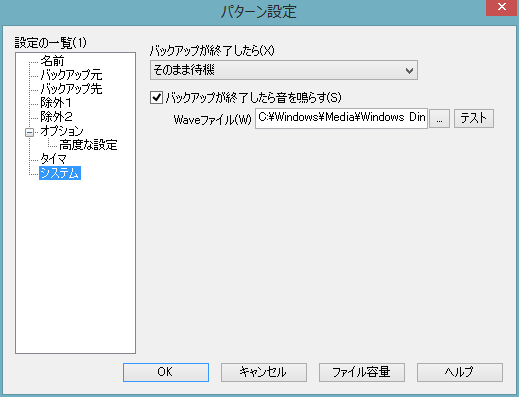 パターン設定
設定の一覧(1)
名前
バックアップ元
バックアップ先
除外1
除外2
オプション
高度な設定
タイマ
システム
バックアップが終了したら(X)
そのまま待機
バックアップが終了したら音を鳴らす(S)
Waveファイル(W) C:¥Windows¥Media¥Windows Din ... テスト
OK キャンセル ファイル容量 ヘルプ